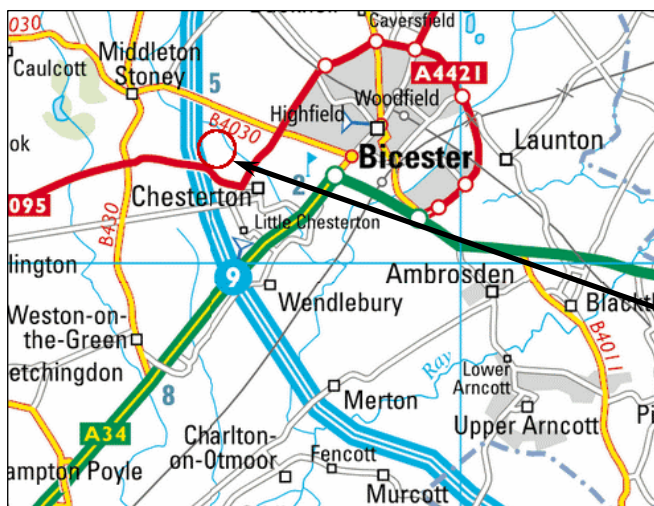 030
Middleton
Stoney
Caulcott
5
Caversfield
A4421
Highfield
Woodfield
B4030
ok
Bicester
Launton
095
Chesterton
2
B430
Little Chesterton
lington
9
Ambrosden
Wendlebury
Blackth
Weston-on-
the-Green
B4011
etchingdon
8
Ray
Lower
Arncott
Merton
A34
Upper Arncott
Pi
Charlton-
on-Otmoor
Fencott
ampton Poyle
Murcott